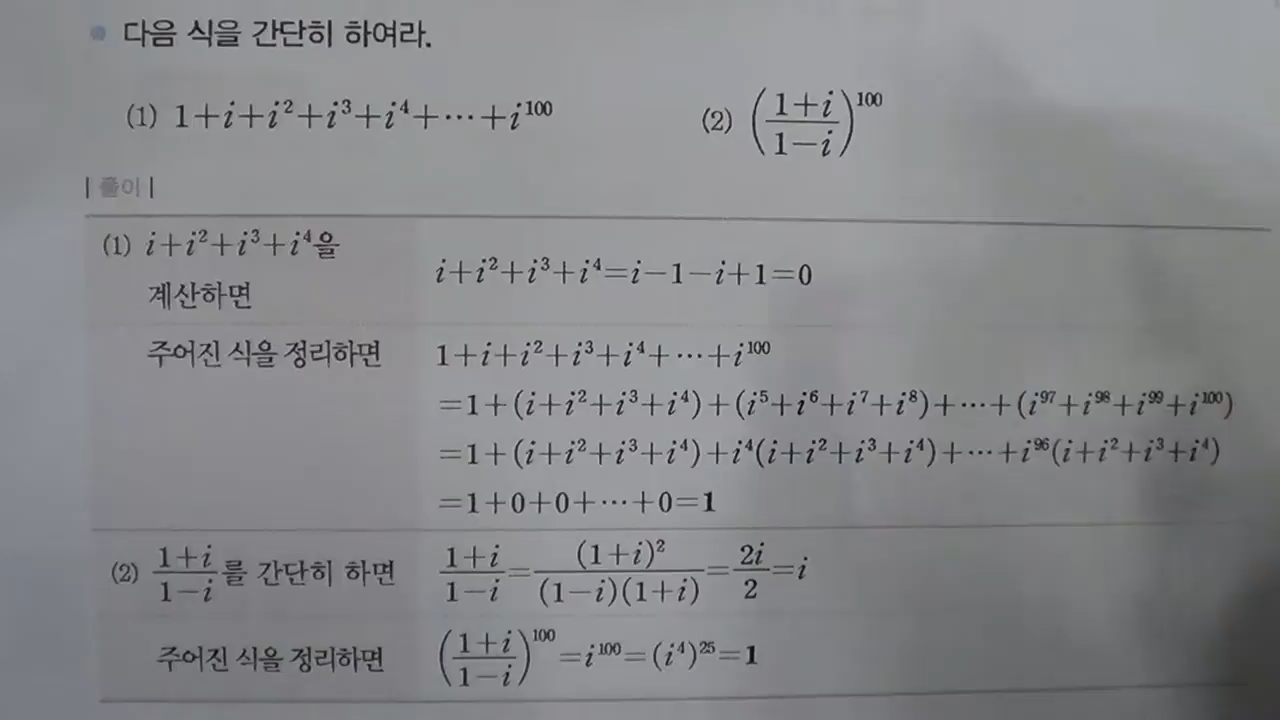 다음 식을 간단히 하여라.
(1) 1+i+i²+i³+i⁴+⋯+i¹⁰⁰ (2) ((1+i)/(1−i))¹⁰⁰
|풀이|
(1) i+i²+i³+i⁴을
계산하면
i+i²+i³+i⁴=i−1−i+1=0
주어진 식을 정리하면
1+i+i²+i³+i⁴+⋯+i¹⁰⁰
=1+(i+i²+i³+i⁴)+(i⁵+i⁶+i⁷+i⁸)+⋯+(i⁹⁷+i⁹⁸+i⁹⁹+i¹⁰⁰)
=1+(i+i²+i³+i⁴)+i⁴(i+i²+i³+i⁴)+⋯+i⁹⁶(i+i²+i³+i⁴)
=1+0+0+⋯+0=1
(2) (1+i)/(1−i)를 간단히 하면
(1+i)/(1−i)=(1+i)²/((1−i)(1+i))=2i/2=i
주어진 식을 정리하면
((1+i)/(1−i))¹⁰⁰=i¹⁰⁰=(i⁴)²⁵=1